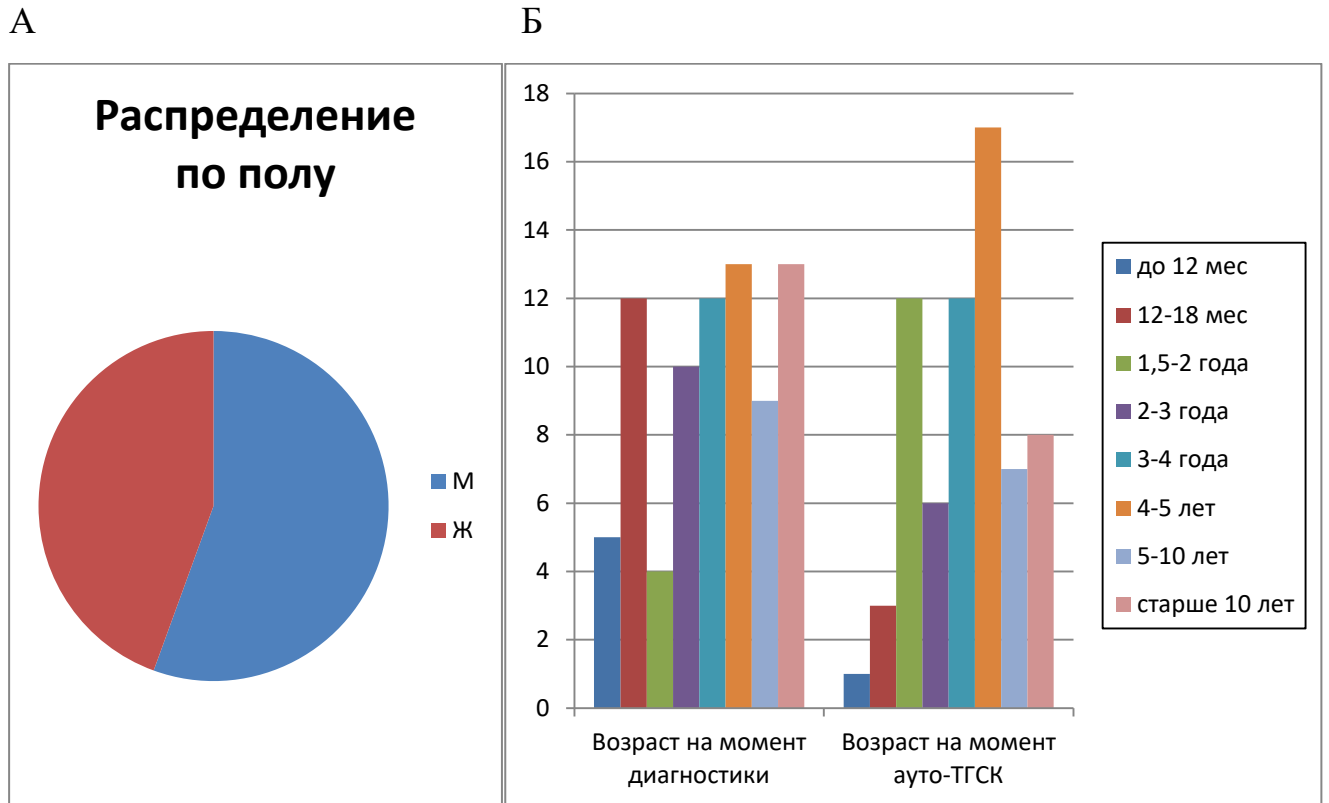 А
Б
Распределение
по полу
М
Ж
18
16
14
12
10
8
6
4
2
0
Возраст на момент
диагностики
Возраст на момент
ауто-ТГСК
до 12 мес
12-18 мес
1,5-2 года
2-3 года
3-4 года
4-5 лет
5-10 лет
старше 10 лет